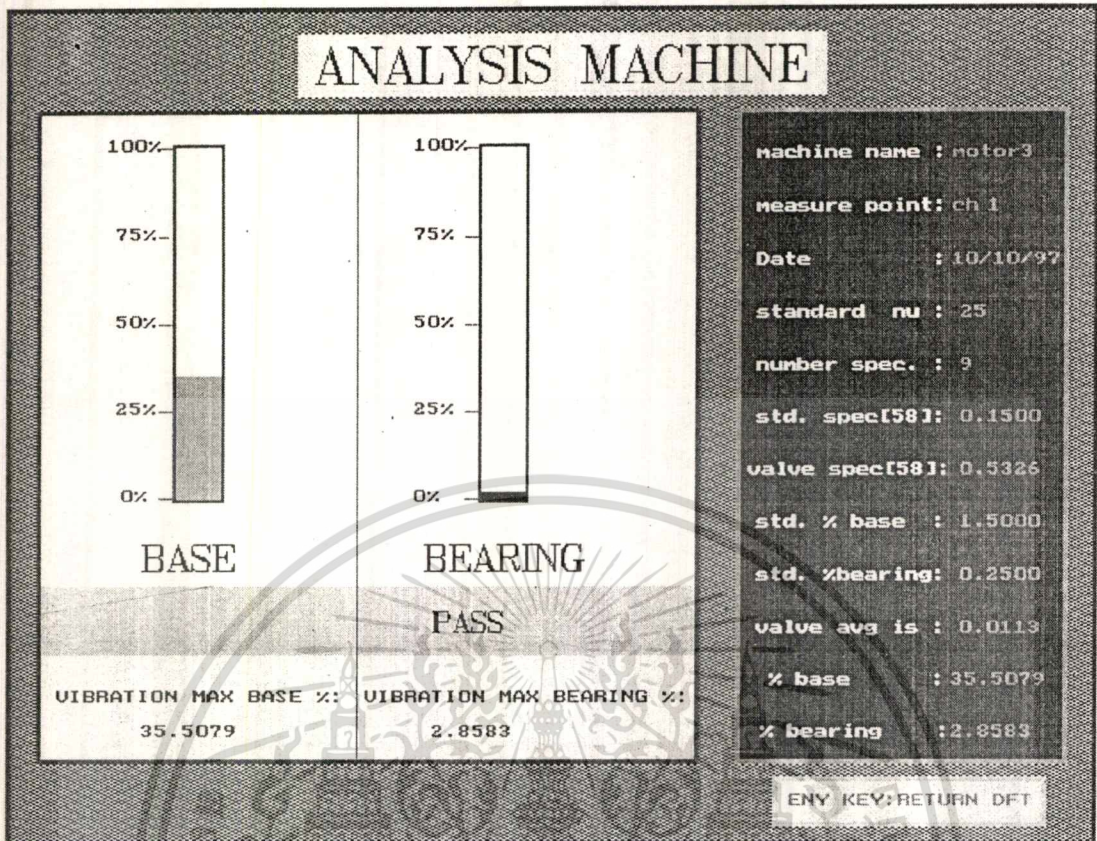 ANALYSIS MACHINE
100%
75%
50%
25%
0%
BASE
VIBRATION MAX BASE %:
35.5079
100%
75%
50%
25%
0%
BEARING
PASS
VIBRATION MAX BEARING %:
2.8583
machine name : motor3
measure point: ch 1
Date : 10/10/97
standard nu : 25
number spec. : 9
std. spec[58]: 0.1500
valve spec[58]: 0.5326
std. % base : 1.5000
std. %bearing: 0.2500
valve avg is : 0.0113
% base :35.5079
% bearing :2.8583
ENY KEY:RETURN DFT